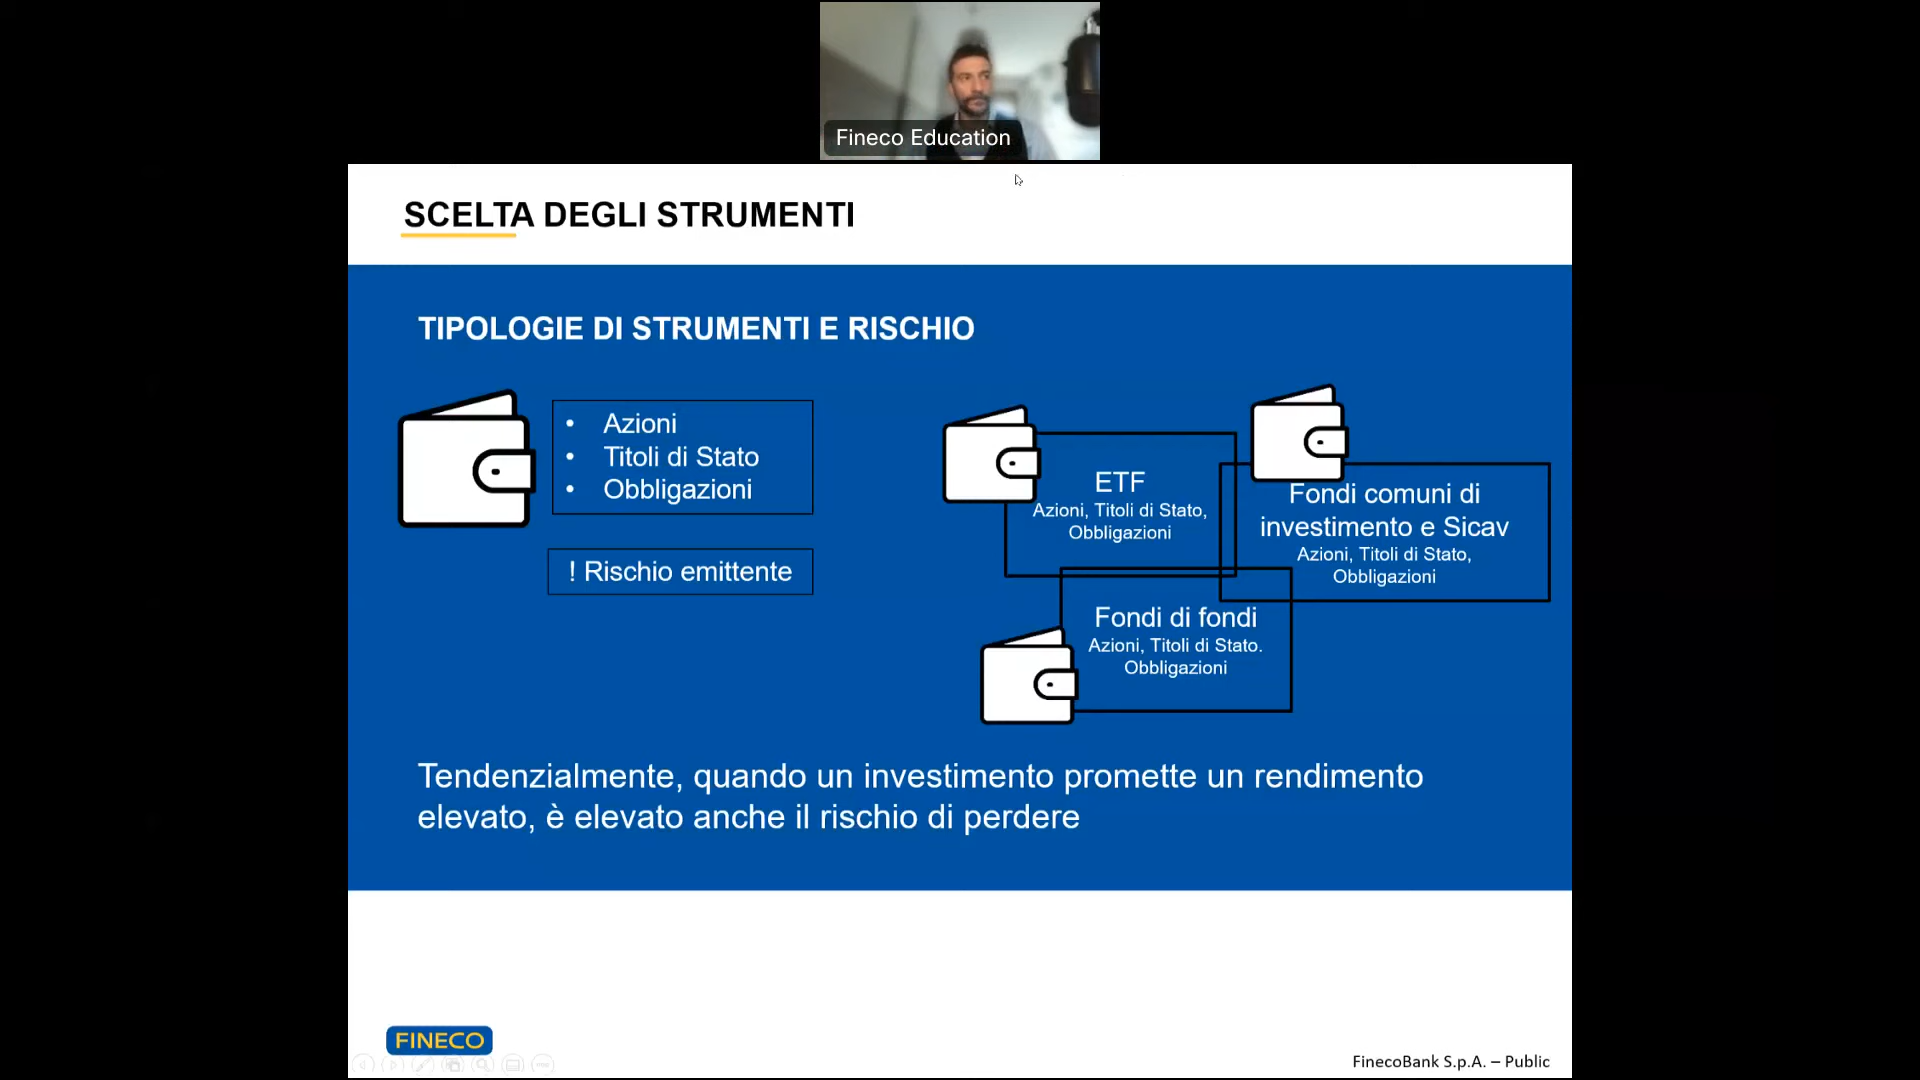 Fineco Education
SCELTA DEGLI STRUMENTI
TIPOLOGIE DI STRUMENTI E RISCHIO
• Azioni
• Titoli di Stato
• Obbligazioni
! Rischio emittente
ETF
Azioni, Titoli di Stato,
Obbligazioni
Fondi comuni di
investimento e Sicav
Azioni, Titoli di Stato,
Obbligazioni
Fondi di fondi
Azioni, Titoli di Stato.
Obbligazioni
Tendenzialmente, quando un investimento promette un rendimento
elevato, è elevato anche il rischio di perdere
FINECO
FinecoBank S.p.A. – Public